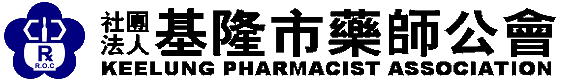 ℞
R.O.C
社團法人 基隆市藥師公會
KEELUNG PHARMACIST ASSOCIATION